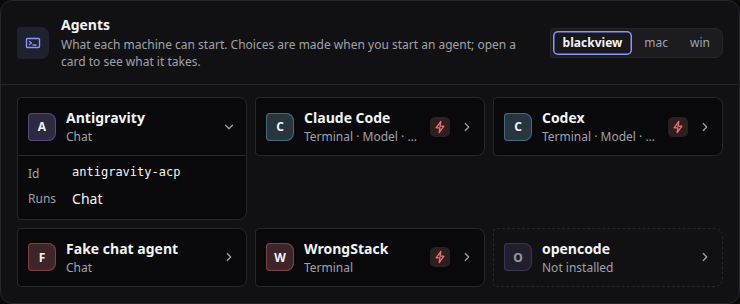 Agents
What each machine can start. Choices are made when you start an agent; open a
card to see what it takes.
blackview mac win
A Antigravity
Chat
C Claude Code
Terminal · Model · ...
C Codex
Terminal · Model · ...
Id antigravity-acp
Runs Chat
F Fake chat agent
Chat
W WrongStack
Terminal
O opencode
Not installed